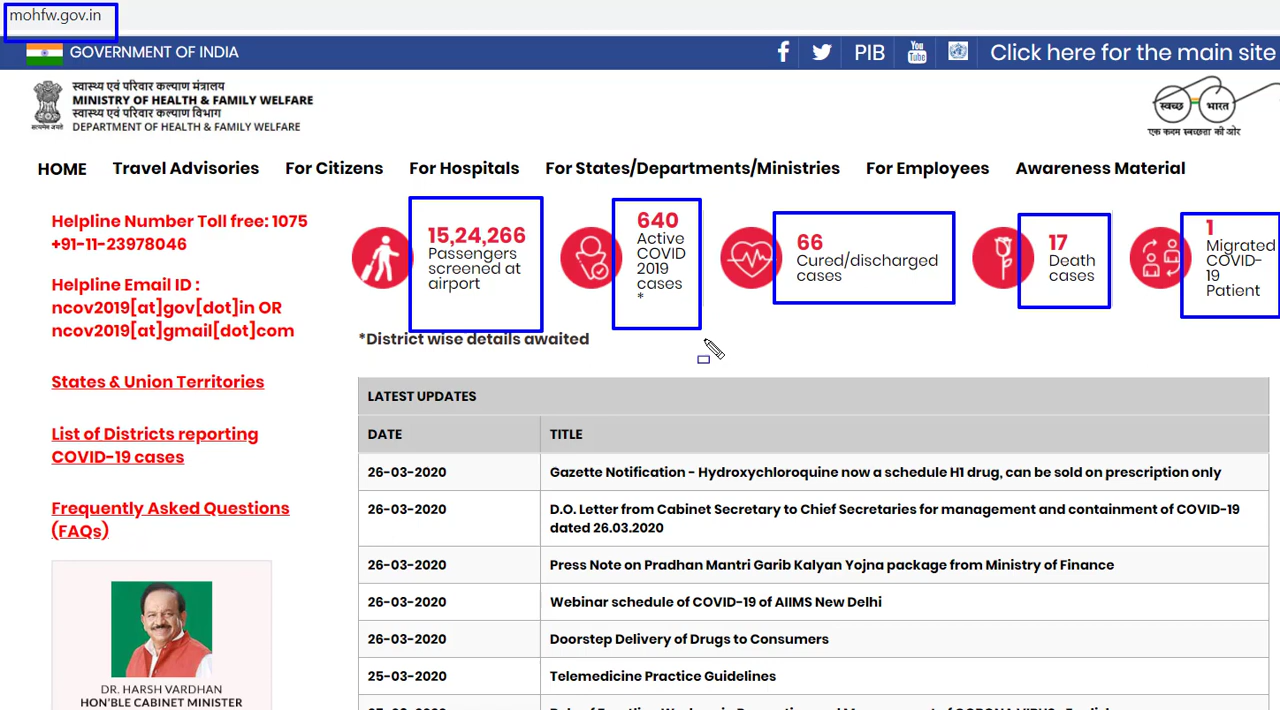 mohfw.gov.in
GOVERNMENT OF INDIA
PIB
You
Tube
Click here for the main site
स्वास्थ्य एवं परिवार कल्याण मंत्रालय
MINISTRY OF HEALTH & FAMILY WELFARE
स्वास्थ्य एवं परिवार कल्याण विभाग
DEPARTMENT OF HEALTH & FAMILY WELFARE
सत्यमेव जयते
स्वच्छ
भारत
एक कदम स्वच्छता की ओर
HOME
Travel Advisories
For Citizens
For Hospitals
For States/Departments/Ministries
For Employees
Awareness Material
Helpline Number Toll free: 1075
+91-11-23978046
Helpline Email ID :
ncov2019[at]gov[dot]in OR
ncov2019[at]gmail[dot]com
States & Union Territories
List of Districts reporting
COVID-19 cases
Frequently Asked Questions
(FAQs)
DR. HARSH VARDHAN
HON'BLE CABINET MINISTER
15,24,266
Passengers
screened at
airport
640
Active
COVID
2019
cases
*
66
Cured/discharged
cases
17
Death
cases
1
Migrated
COVID-
19
Patient
*District wise details awaited
LATEST UPDATES
DATE
TITLE
26-03-2020
Gazette Notification - Hydroxychloroquine now a schedule H1 drug, can be sold on prescription only
26-03-2020
D.O. Letter from Cabinet Secretary to Chief Secretaries for management and containment of COVID-19
dated 26.03.2020
26-03-2020
Press Note on Pradhan Mantri Garib Kalyan Yojna package from Ministry of Finance
26-03-2020
Webinar schedule of COVID-19 of AIIMS New Delhi
26-03-2020
Doorstep Delivery of Drugs to Consumers
25-03-2020
Telemedicine Practice Guidelines